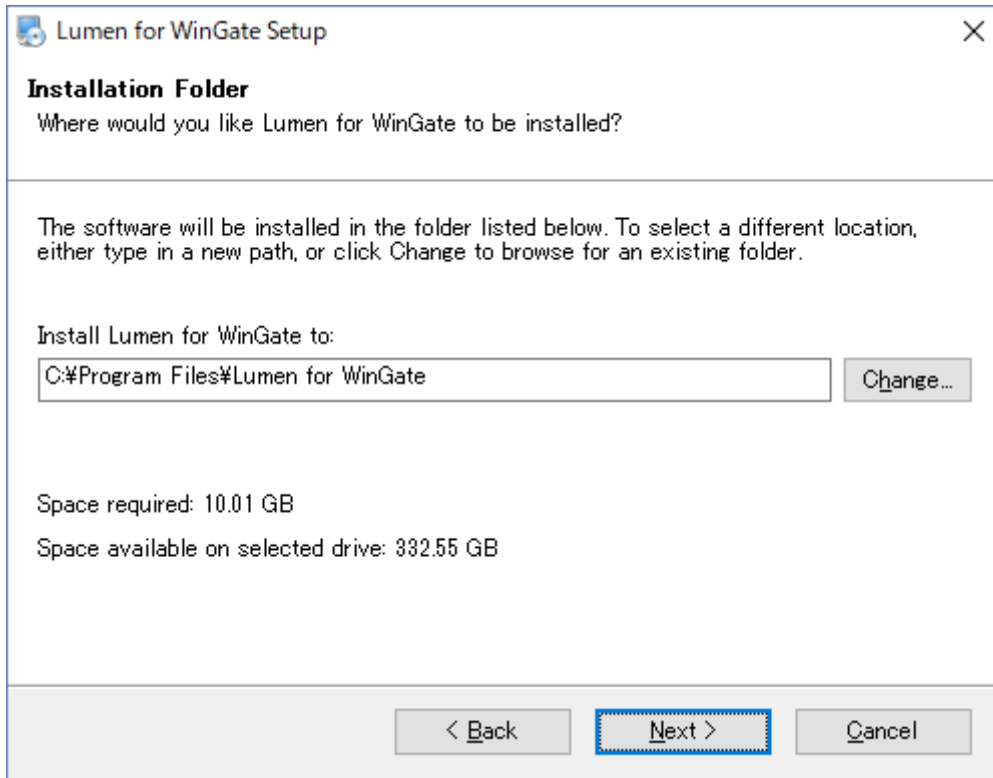 Lumen for WinGate Setup
Installation Folder
Where would you like Lumen for WinGate to be installed?
The software will be installed in the folder listed below. To select a different location,
either type in a new path, or click Change to browse for an existing folder.
Install Lumen for WinGate to:
C:¥Program Files¥Lumen for WinGate
Change...
Space required: 10.01 GB
Space available on selected drive: 332.55 GB
< Back
Next >
Cancel